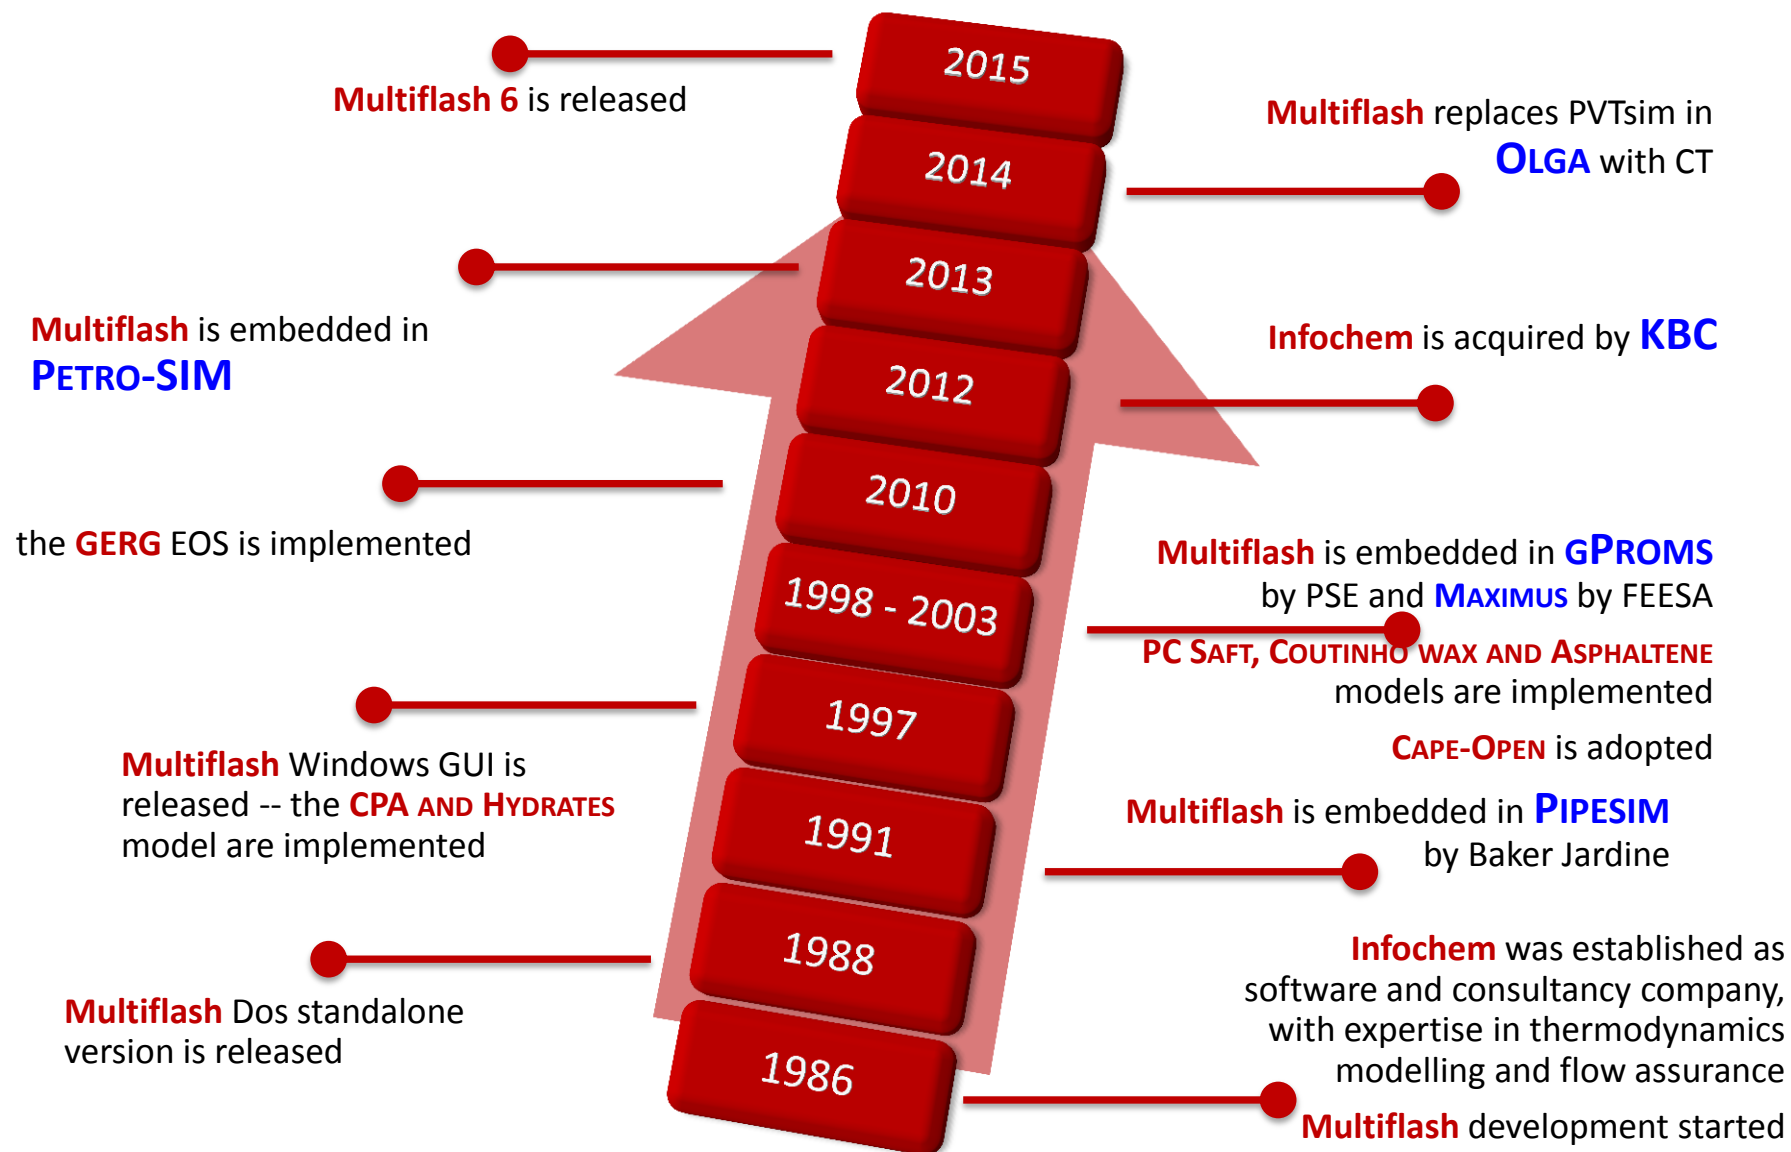 2015
Multiflash 6 is released
2014
Multiflash replaces PVTsim in
OLGA with CT
2013
Multiflash is embedded in
PETRO-SIM
2012
Infochem is acquired by KBC
2010
the GERG EOS is implemented
1998 - 2003
Multiflash is embedded in GPROMS
by PSE and MAXIMUS by FEESA
PC SAFT, COUTINHO WAX AND ASPHALTENE
models are implemented
CAPE-OPEN is adopted
1997
Multiflash Windows GUI is
released -- the CPA AND HYDRATES
model are implemented
1991
Multiflash is embedded in PIPESIM
by Baker Jardine
1988
Multiflash Dos standalone
version is released
1986
Infochem was established as
software and consultancy company,
with expertise in thermodynamics
modelling and flow assurance
Multiflash development started